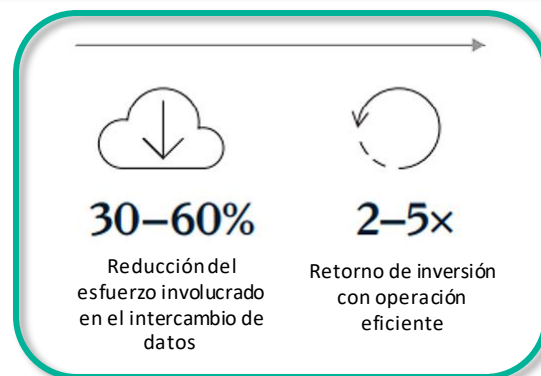 30–60%
Reducción del
esfuerzo involucrado
en el intercambio de
datos
2–5×
Retorno de inversión
con operación
eficiente